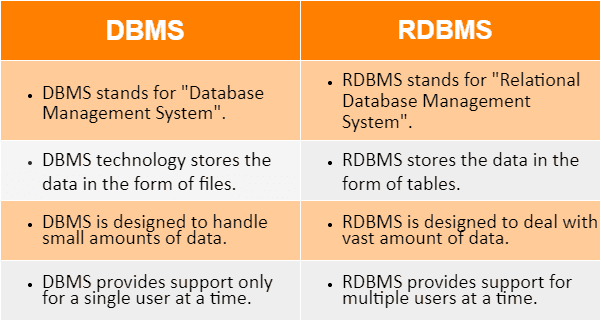 DBMS
RDBMS
• DBMS stands for "Database
Management System".
• RDBMS stands for "Relational
Database Management
System".
• DBMS technology stores the
data in the form of files.
• RDBMS stores the data in the
form of tables.
• DBMS is designed to handle
small amounts of data.
• RDBMS is designed to deal with
vast amount of data.
• DBMS provides support only
for a single user at a time.
• RDBMS provides support for
multiple users at a time.